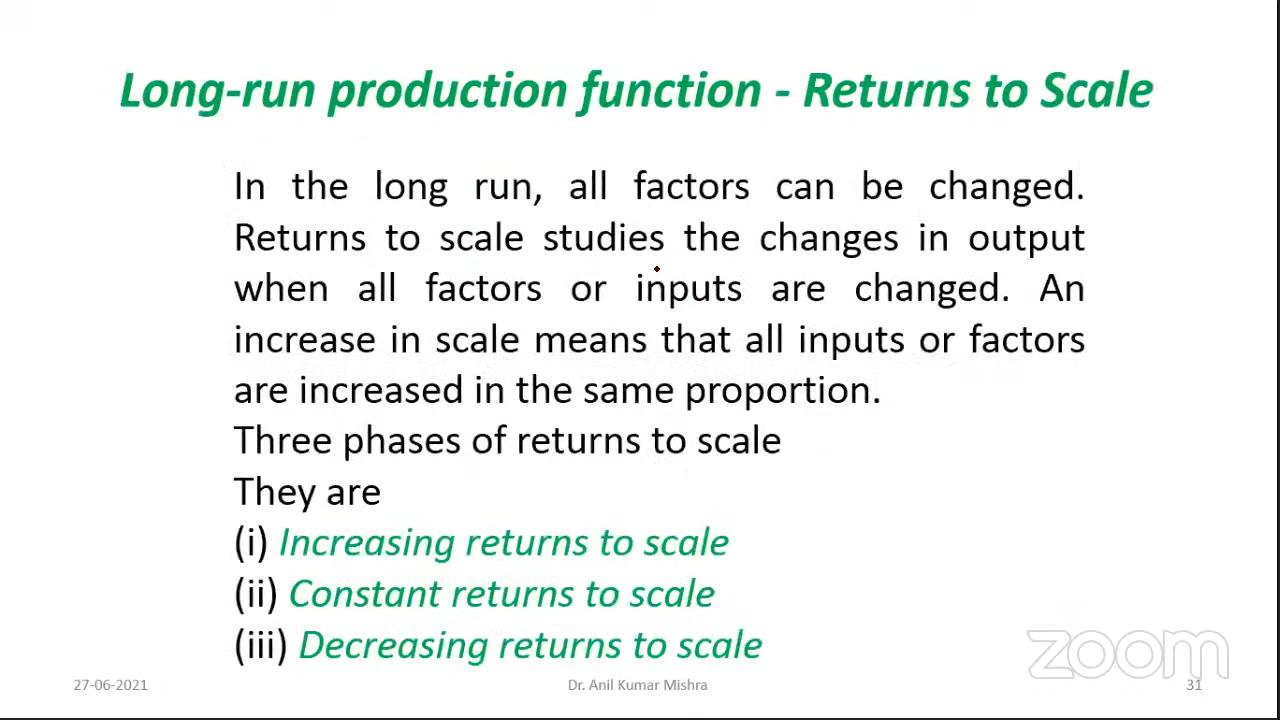 Long-run production function - Returns to Scale
In the long run, all factors can be changed.
Returns to scale studies the changes in output
when all factors or inputs are changed. An
increase in scale means that all inputs or factors
are increased in the same proportion.
Three phases of returns to scale
They are
(i) Increasing returns to scale
(ii) Constant returns to scale
(iii) Decreasing returns to scale
zoom
27-06-2021
Dr. Anil Kumar Mishra
31